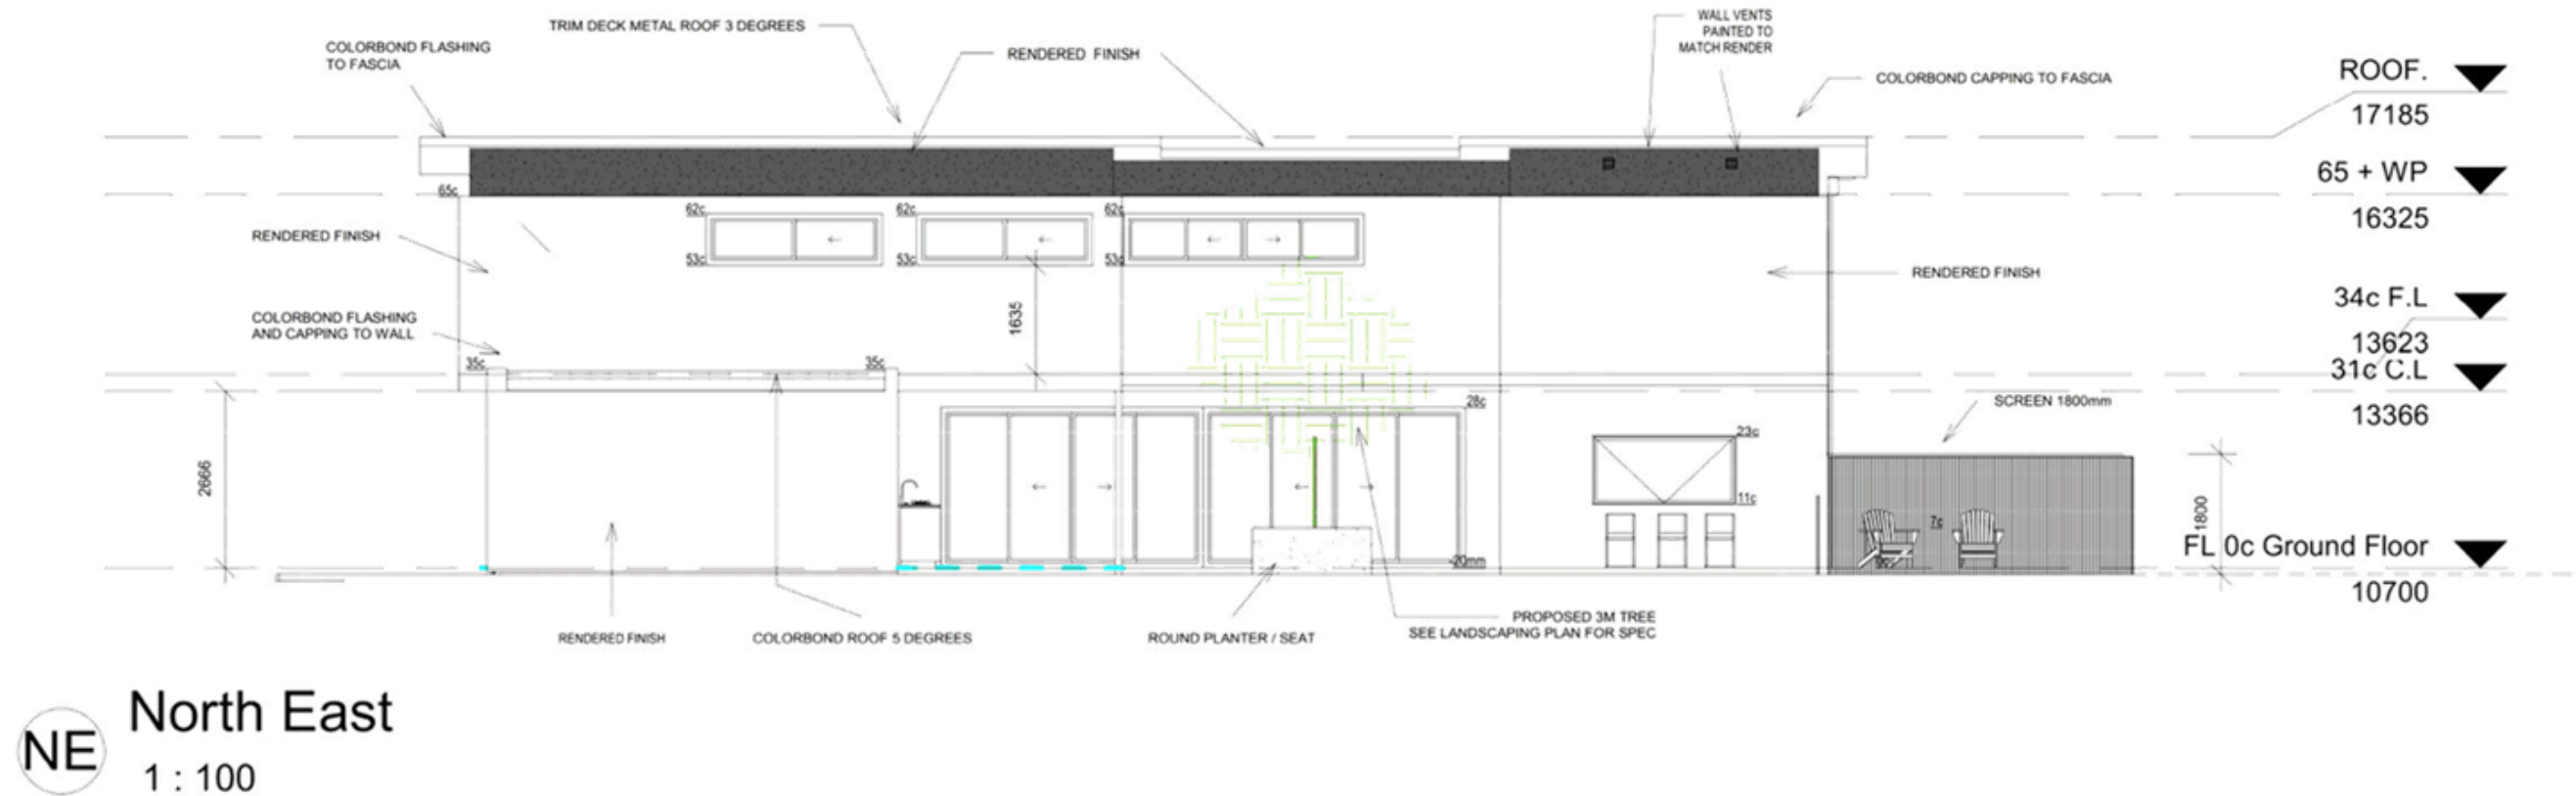 WALL VENTS
PAINTED TO
MATCH RENDER
TRIM DECK METAL ROOF 3 DEGREES
COLORBOND FLASHING
TO FASCIA
RENDERED FINISH
COLORBOND CAPPING TO FASCIA
ROOF.
17185
65 + WP
16325
65c
62c
62c
62c
RENDERED FINISH
53c
53c
53c
RENDERED FINISH
34c F.L
13623
COLORBOND FLASHING
AND CAPPING TO WALL
1635
35c
35c
31c C.L
13366
28c
SCREEN 1800mm
23c
2666
11c
1800
7c
FL 0c Ground Floor
10700
-20mm
0c
RENDERED FINISH
COLORBOND ROOF 5 DEGREES
ROUND PLANTER / SEAT
PROPOSED 3M TREE
SEE LANDSCAPING PLAN FOR SPEC
NE
North East
1 : 100